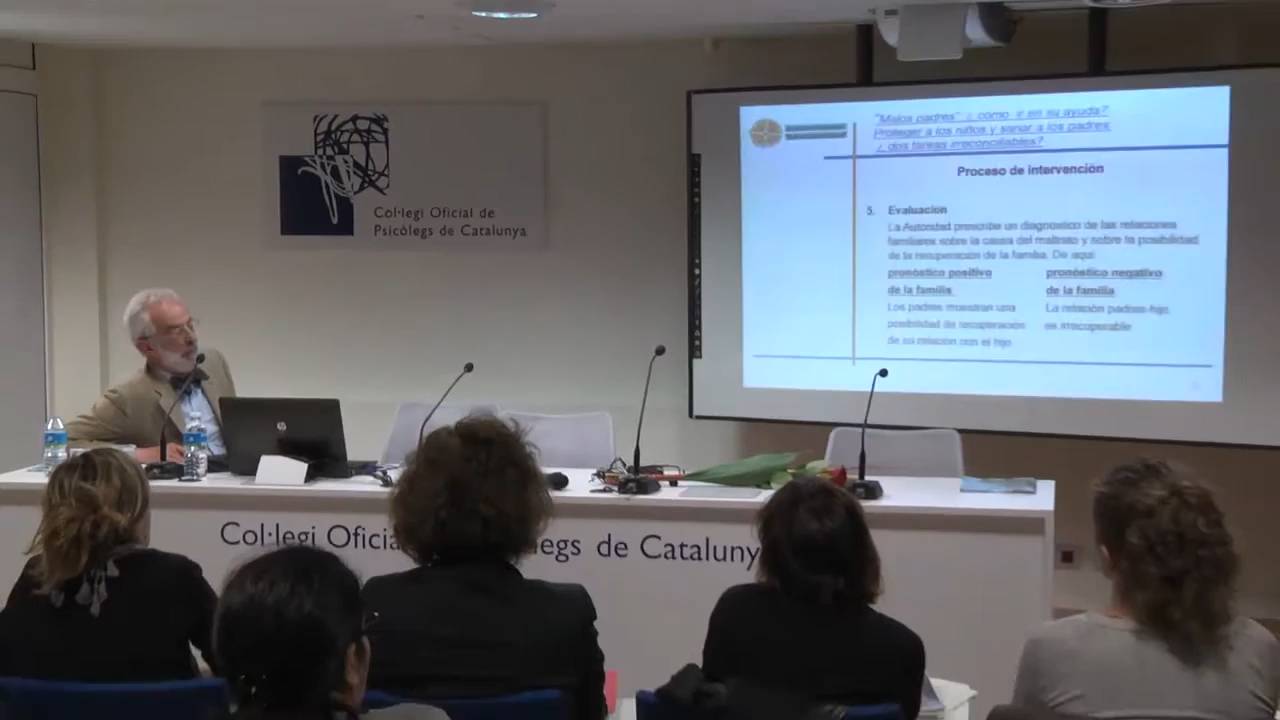 Col·legi Oficial de
Psicòlegs de Catalunya
"Malos padres" ¿ como ir en su ayuda?
Proteger a los niños y sanar a los padres
¿ dos tareas irreconciliables?
Proceso de intervención
5. Evaluación
La Autoridad prescribe un diagnostico de las relaciones
familiares sobre la causa del maltrato y sobre la posibilidad
de la recuperación de la familia. De aquí:
pronóstico positivo
de la familia
Los padres muestran una
posibilidad de recuperación
de su relación con el hijo
pronóstico negativo
de la familia
La relación padres-hijo
es irrecuperable
hp
Col·legi Oficia egs de Cataluny